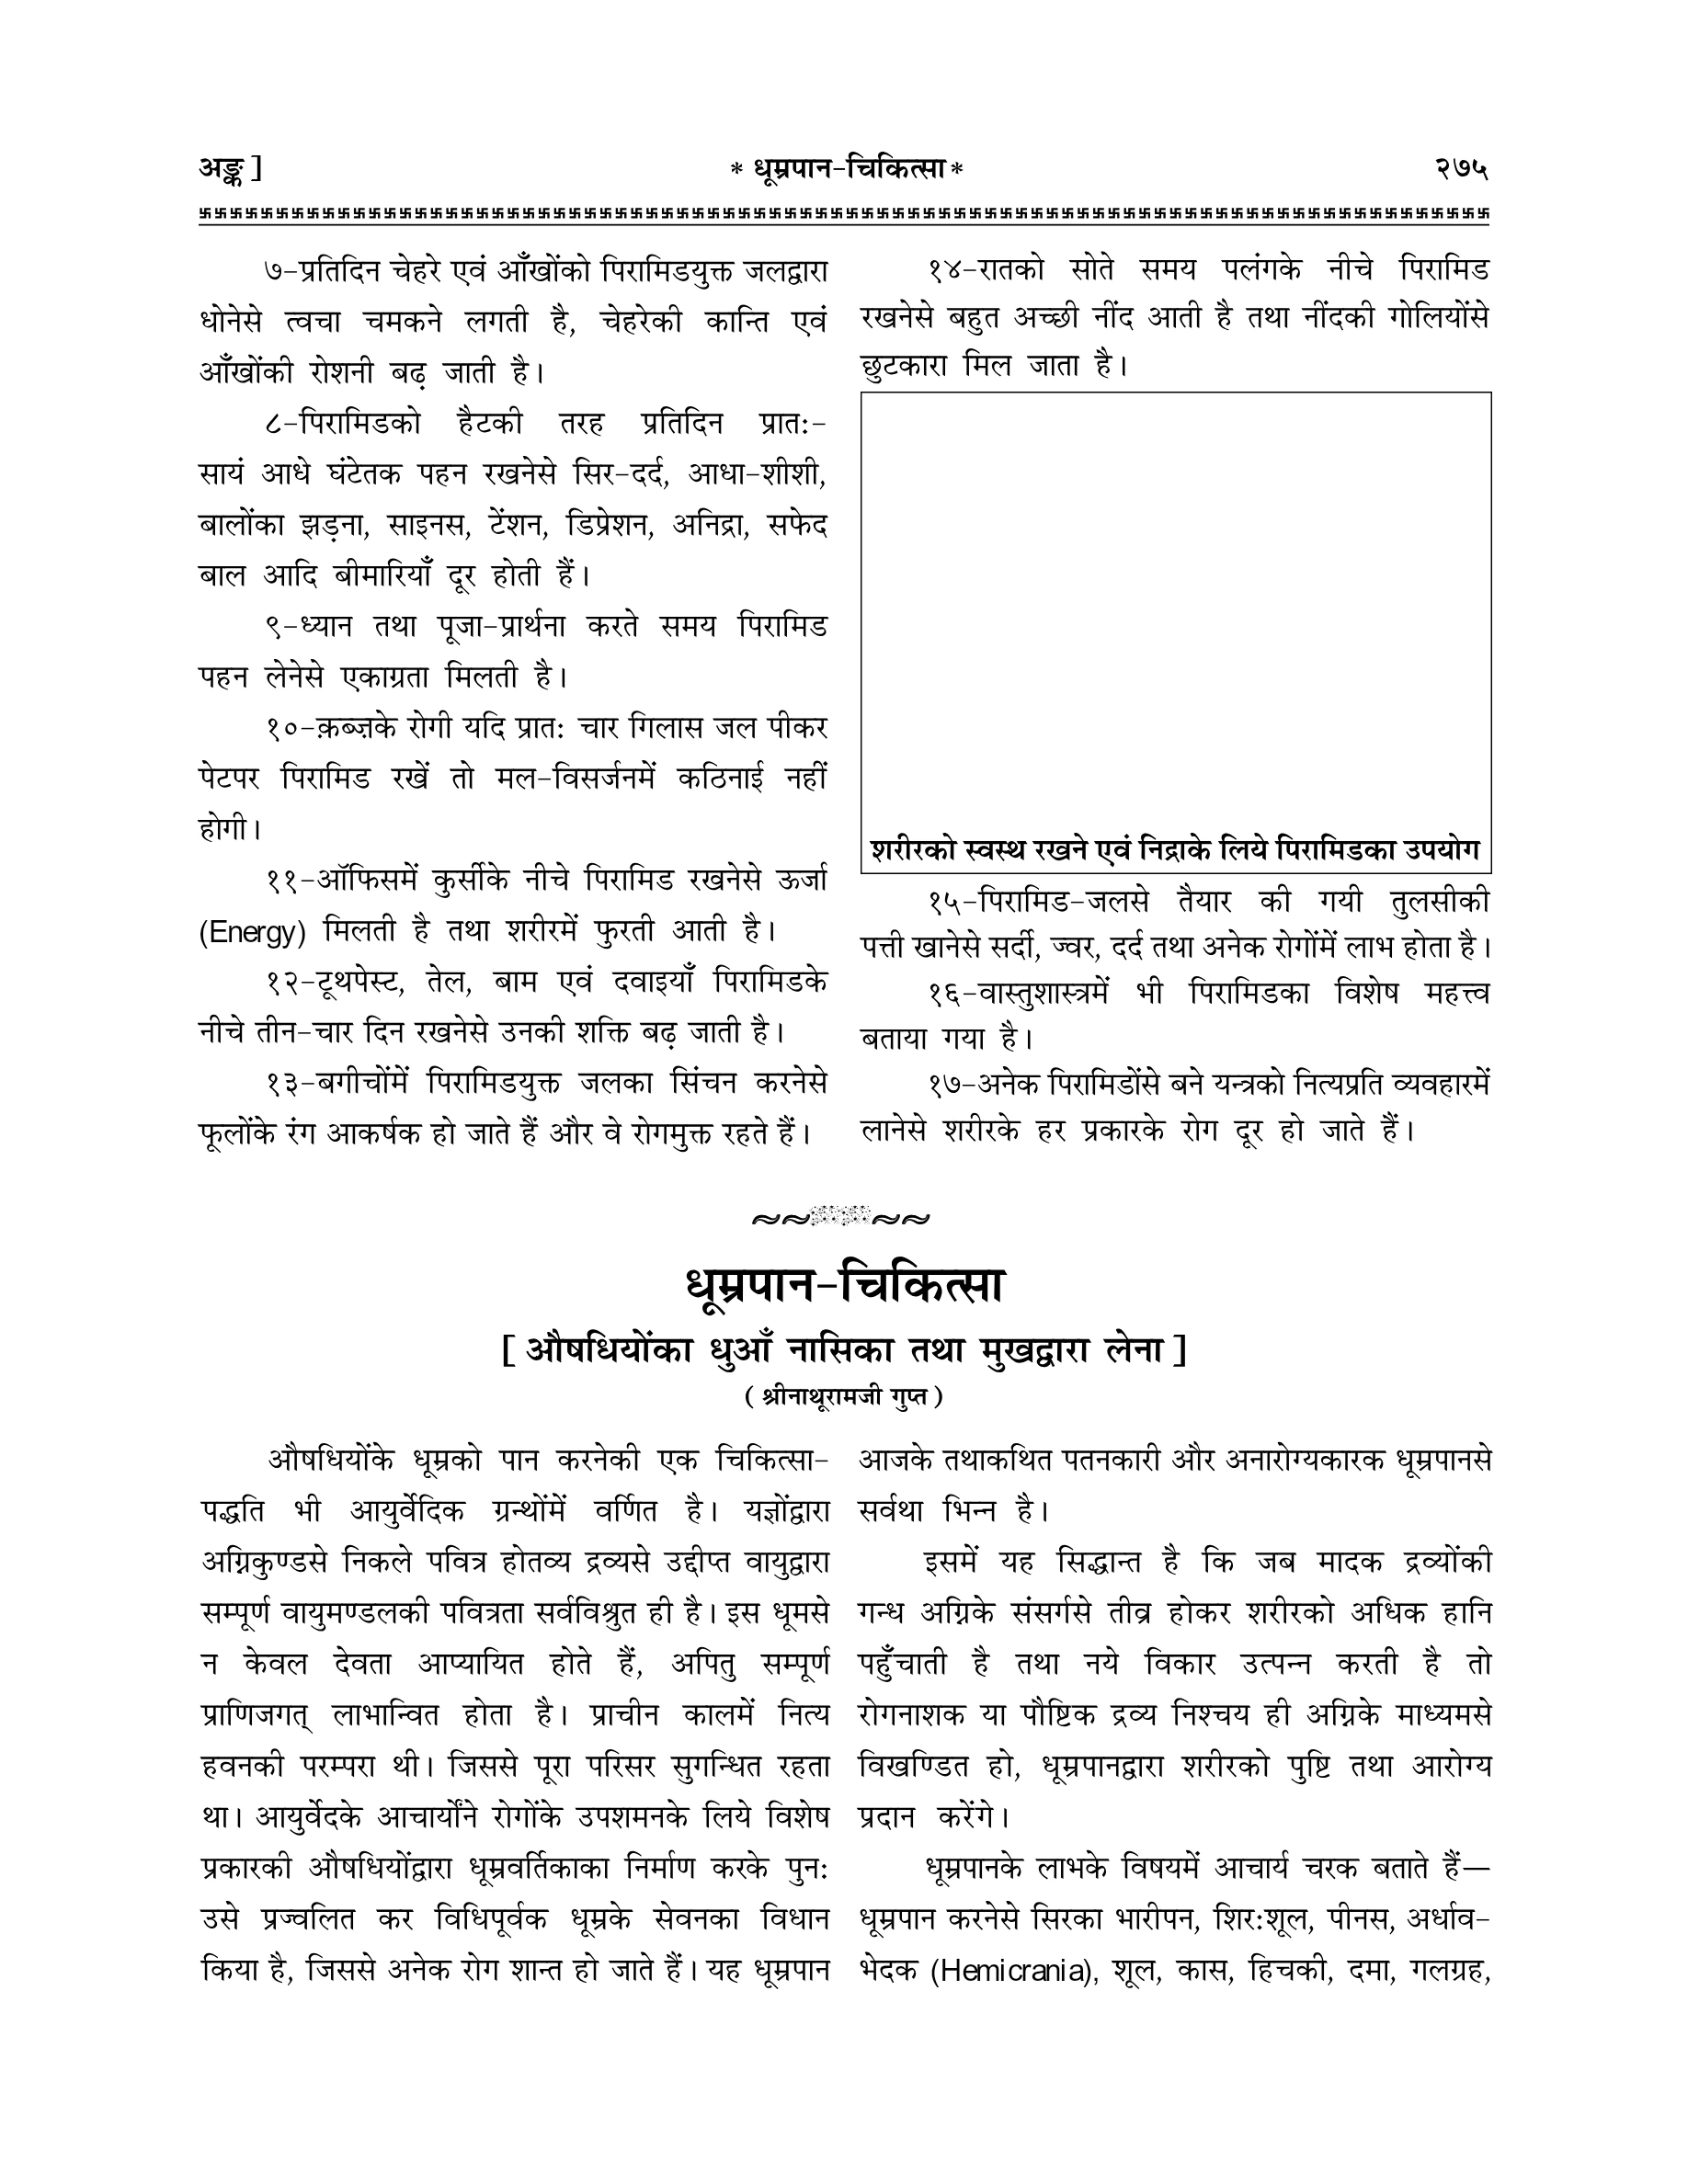 अङ्क ]
* धूम्रपान-चिकित्सा *
२७५
७-प्रतिदिन चेहरे एवं आँखोंको पिरामिडयुक्त जलद्वारा
धोनेसे त्वचा चमकने लगती है, चेहरेकी कान्ति एवं
आँखोंकी रोशनी बढ़ जाती है।
८-पिरामिडको हैटकी तरह प्रतिदिन प्रातः-
सायं आधे घंटेतक पहन रखनेसे सिर-दर्द, आधा-शीशी,
बालोंका झड़ना, साइनस, टेंशन, डिप्रेशन, अनिद्रा, सफेद
बाल आदि बीमारियाँ दूर होती हैं।
९-ध्यान तथा पूजा-प्रार्थना करते समय पिरामिड
पहन लेनेसे एकाग्रता मिलती है।
१०-क़ब्ज़के रोगी यदि प्रातः चार गिलास जल पीकर
पेटपर पिरामिड रखें तो मल-विसर्जनमें कठिनाई नहीं
होगी।
११-ऑफिसमें कुर्सीके नीचे पिरामिड रखनेसे ऊर्जा
(Energy) मिलती है तथा शरीरमें फुरती आती है।
१२-टूथपेस्ट, तेल, बाम एवं दवाइयाँ पिरामिडके
नीचे तीन-चार दिन रखनेसे उनकी शक्ति बढ़ जाती है।
१३-बगीचोंमें पिरामिडयुक्त जलका सिंचन करनेसे
फूलोंके रंग आकर्षक हो जाते हैं और वे रोगमुक्त रहते हैं।
१४-रातको सोते समय पलंगके नीचे पिरामिड
रखनेसे बहुत अच्छी नींद आती है तथा नींदकी गोलियोंसे
छुटकारा मिल जाता है।
शरीरको स्वस्थ रखने एवं निद्राके लिये पिरामिडका उपयोग
१५-पिरामिड-जलसे तैयार की गयी तुलसीकी
पत्ती खानेसे सर्दी, ज्वर, दर्द तथा अनेक रोगोंमें लाभ होता है।
१६-वास्तुशास्त्रमें भी पिरामिडका विशेष महत्त्व
बताया गया है।
१७-अनेक पिरामिडोंसे बने यन्त्रको नित्यप्रति व्यवहारमें
लानेसे शरीरके हर प्रकारके रोग दूर हो जाते हैं।
धूम्रपान-चिकित्सा
[ औषधियोंका धुआँ नासिका तथा मुखद्वारा लेना ]
( श्रीनाथूरामजी गुप्त )
औषधियोंके धूम्रको पान करनेकी एक चिकित्सा-
पद्धति भी आयुर्वेदिक ग्रन्थोंमें वर्णित है। यज्ञोंद्वारा
अग्निकुण्डसे निकले पवित्र होतव्य द्रव्यसे उद्दीप्त वायुद्वारा
सम्पूर्ण वायुमण्डलकी पवित्रता सर्वविश्रुत ही है। इस धूमसे
न केवल देवता आप्यायित होते हैं, अपितु सम्पूर्ण
प्राणिजगत् लाभान्वित होता है। प्राचीन कालमें नित्य
हवनकी परम्परा थी। जिससे पूरा परिसर सुगन्धित रहता
था। आयुर्वेदके आचार्योंने रोगोंके उपशमनके लिये विशेष
प्रकारकी औषधियोंद्वारा धूम्रवर्तिकाका निर्माण करके पुनः
उसे प्रज्वलित कर विधिपूर्वक धूम्रके सेवनका विधान
किया है, जिससे अनेक रोग शान्त हो जाते हैं। यह धूम्रपान
आजके तथाकथित पतनकारी और अनारोग्यकारक धूम्रपानसे
सर्वथा भिन्न है।
इसमें यह सिद्धान्त है कि जब मादक द्रव्योंकी
गन्ध अग्निके संसर्गसे तीव्र होकर शरीरको अधिक हानि
पहुँचाती है तथा नये विकार उत्पन्न करती है तो
रोगनाशक या पौष्टिक द्रव्य निश्चय ही अग्निके माध्यमसे
विखण्डित हो, धूम्रपानद्वारा शरीरको पुष्टि तथा आरोग्य
प्रदान करेंगे।
धूम्रपानके लाभके विषयमें आचार्य चरक बताते हैं—
धूम्रपान करनेसे सिरका भारीपन, शिरःशूल, पीनस, अर्धाव-
भेदक (Hemicrania), शूल, कास, हिचकी, दमा, गलग्रह,